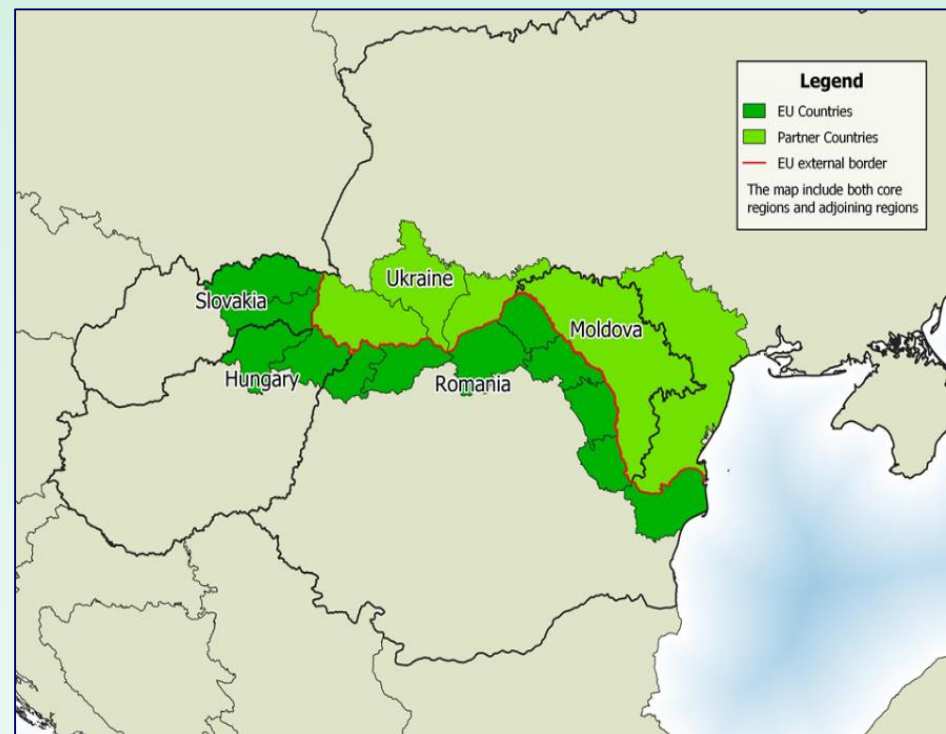 Legend
EU Countries
Partner Countries
EU external border
The map include both core
regions and adjoining regions
Ukraine
Slovakia
Moldova
Hungary
Romania